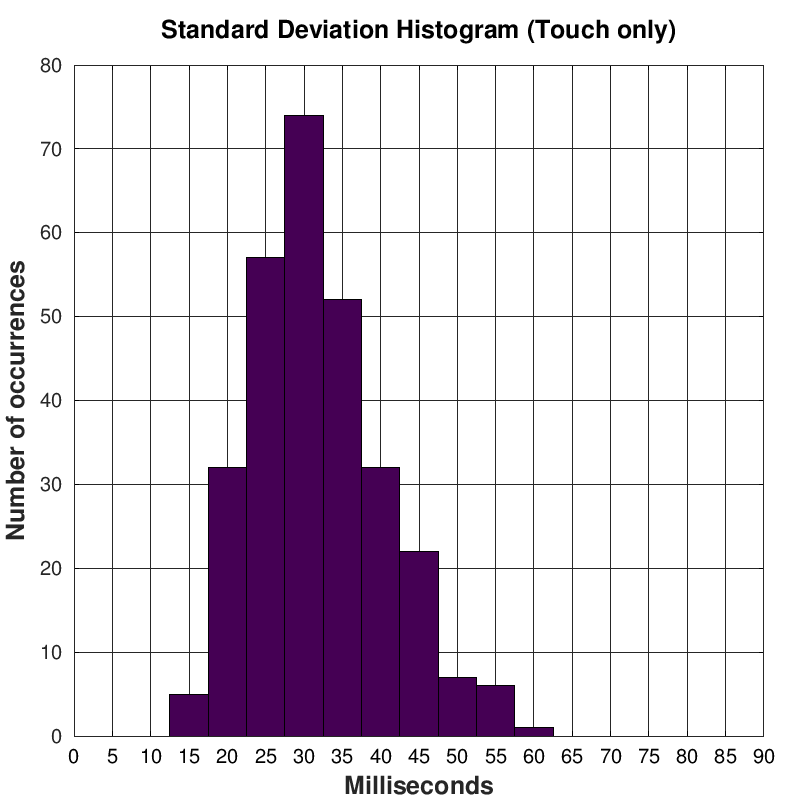 Standard Deviation Histogram (Touch only)
80
70
60
50
40
30
20
10
0
Number of occurrences
0 5 10 15 20 25 30 35 40 45 50 55 60 65 70 75 80 85 90
Milliseconds